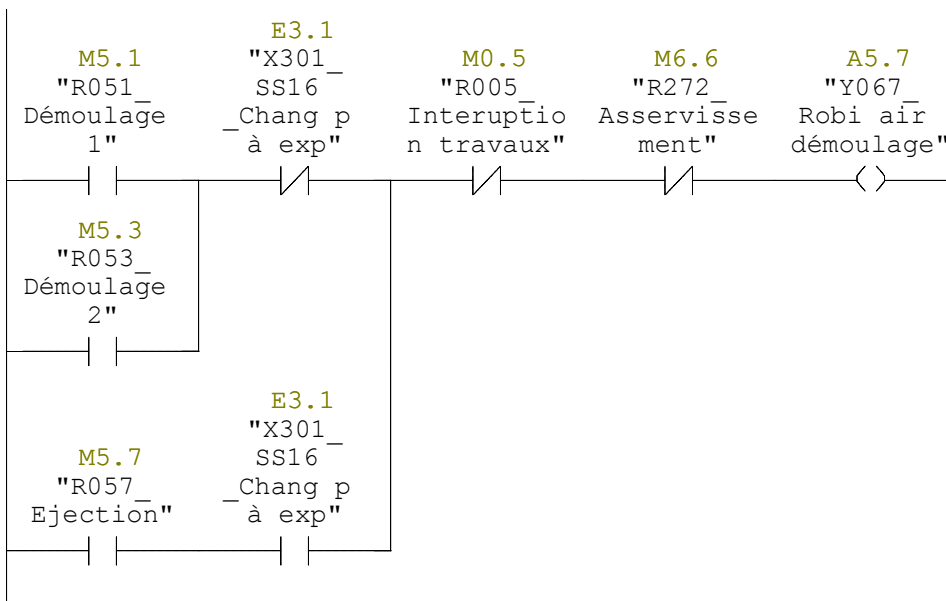 E3.1
M5.1
"X301_
M0.5
M6.6
A5.7
"R051_
SS16
"R005_
"R272_
"Y067_
Démoulage
_Chang p
Interuptio
Asservisse
Robi air
1"
à exp"
n travaux"
ment"
démoulage"
M5.3
"R053_
Démoulage
2"
E3.1
"X301_
M5.7
SS16
"R057_
_Chang p
Ejection"
à exp"